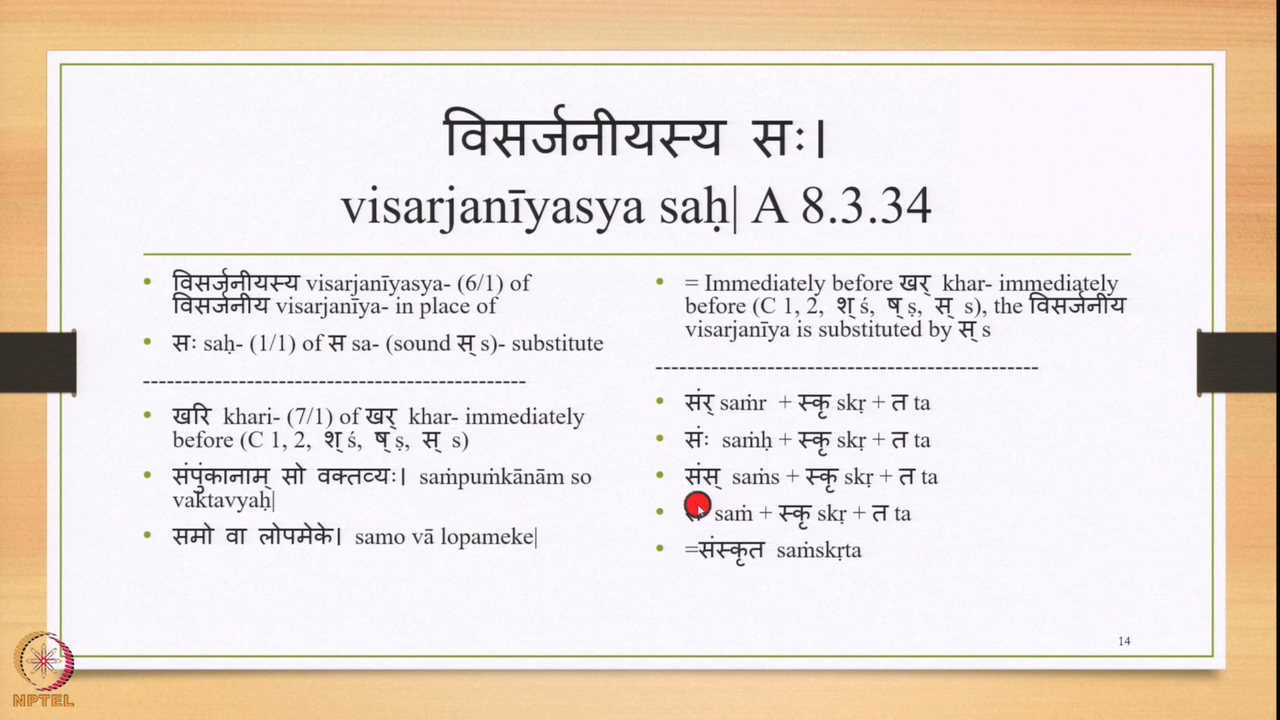 विसर्जनीयस्य सः।
visarjanīyasya saḥ| A 8.3.34
• विसर्जनीयस्य visarjanīyasya- (6/1) of
विसर्जनीय visarjanīya- in place of
• सः saḥ- (1/1) of स sa- (sound स् s)- substitute
-------------------------------------------------
• खरि khari- (7/1) of खर् khar- immediately
before (C 1, 2, श् ś, ष् ṣ, स् s)
• संपुंकानाम् सो वक्तव्यः। saṁpuṁkānām so
vaktavyaḥ|
• समो वा लोपमेके। samo vā lopameke|
• = Immediately before खर् khar- immediately
before (C 1, 2, श् ś, ष् ṣ, स् s), the विसर्जनीय
visarjanīya is substituted by स् s
-------------------------------------------------
• संर् saṁr + स्कृ skṛ + त ta
• संः saṁḥ + स्कृ skṛ + त ta
• संस् saṁs + स्कृ skṛ + त ta
• saṁ + स्कृ skṛ + त ta
• =संस्कृत saṁskṛta
14
NPTEL